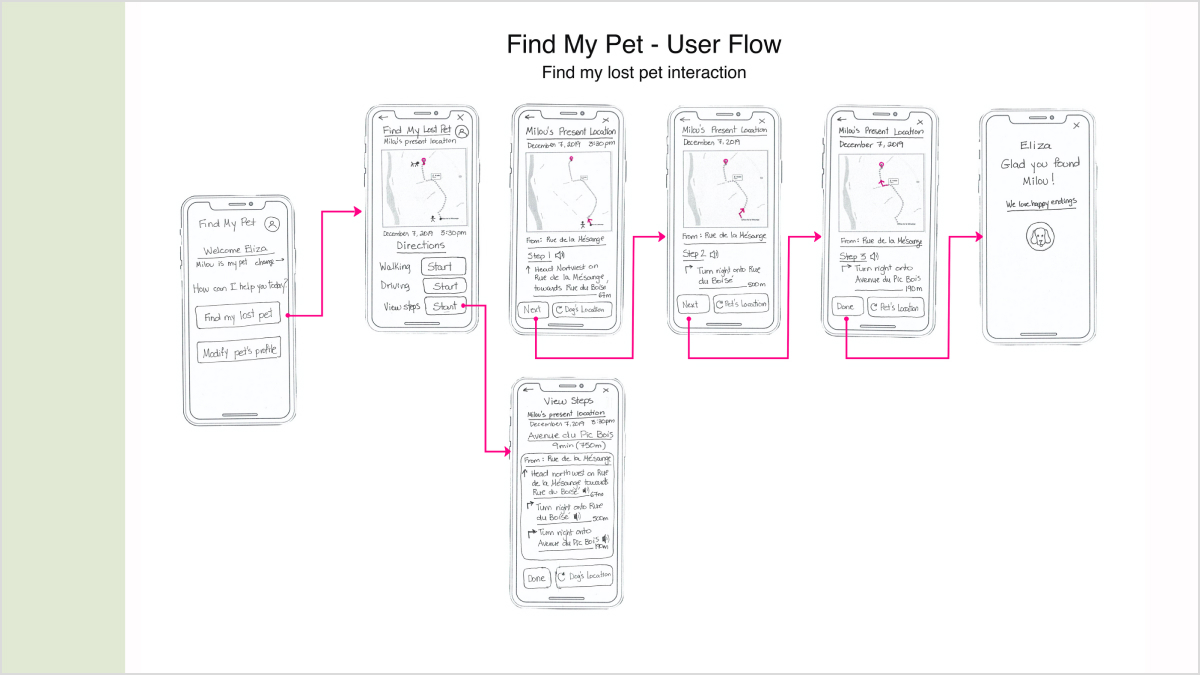 Find My Pet - User Flow
Find my lost pet interaction
Find My Pet
Welcome Eliza
Milou is my pet change
How can I help you today?
Find my lost pet
Modify pet's profile
Find My Lost Pet
Milou's present location
December 7, 2019 3:30pm
Directions
Walking Start
Driving Start
View steps Start
Milou's Present Location
December 7, 2019 3:30pm
From: Rue de la Mésange
Step 1
Head Northwest on
Rue de la Mésange,
towards Rue du Boisé
67m
Next Dog's Location
Milou's Present Location
December 7, 2019
From: Rue de la Mésange
Step 2
Turn right onto Rue
du Boisé
500m
Next Pet's Location
Milou's Present Location
December 7, 2019
From: Rue de la Mésange
Step 3
Turn right onto
Avenue du Pic Bois
190m
Done Pet's Location
Eliza
Glad you found
Milou!
We love happy endings
View Steps
Milou's present location
December 7, 2019 3:30pm
Avenue du Pic Bois
9min (750m)
From: Rue de la Mésange
Head northwest on Rue
de la Mésange towards
Rue du Boisé
67m
Turn right onto Rue
du Boisé
500m
Turn right onto
Avenue du Pic Bois
190m
Done Dog's Location